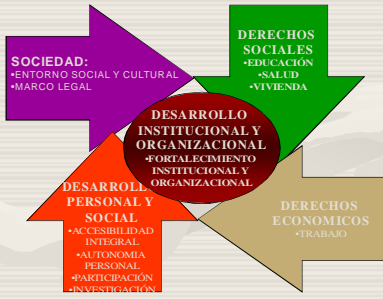 SOCIEDAD:
•ENTORNO SOCIAL Y CULTURAL
•MARCO LEGAL
DERECHOS
SOCIALES
•EDUCACIÓN
•SALUD
•VIVIENDA
DESARROLLO
INSTITUCIONAL Y
ORGANIZACIONAL
•FORTALECIMIENTO
INSTITUCIONAL Y
ORGANIZACIONAL
DESARROLL
PERSONAL Y
SOCIAL
•ACCESIBILIDAD
INTEGRAL
•AUTONOMIA
PERSONAL
•PARTICIPACIÓN
•INVESTIGACIÓN
DERECHOS
ECONOMICOS
•TRABAJO